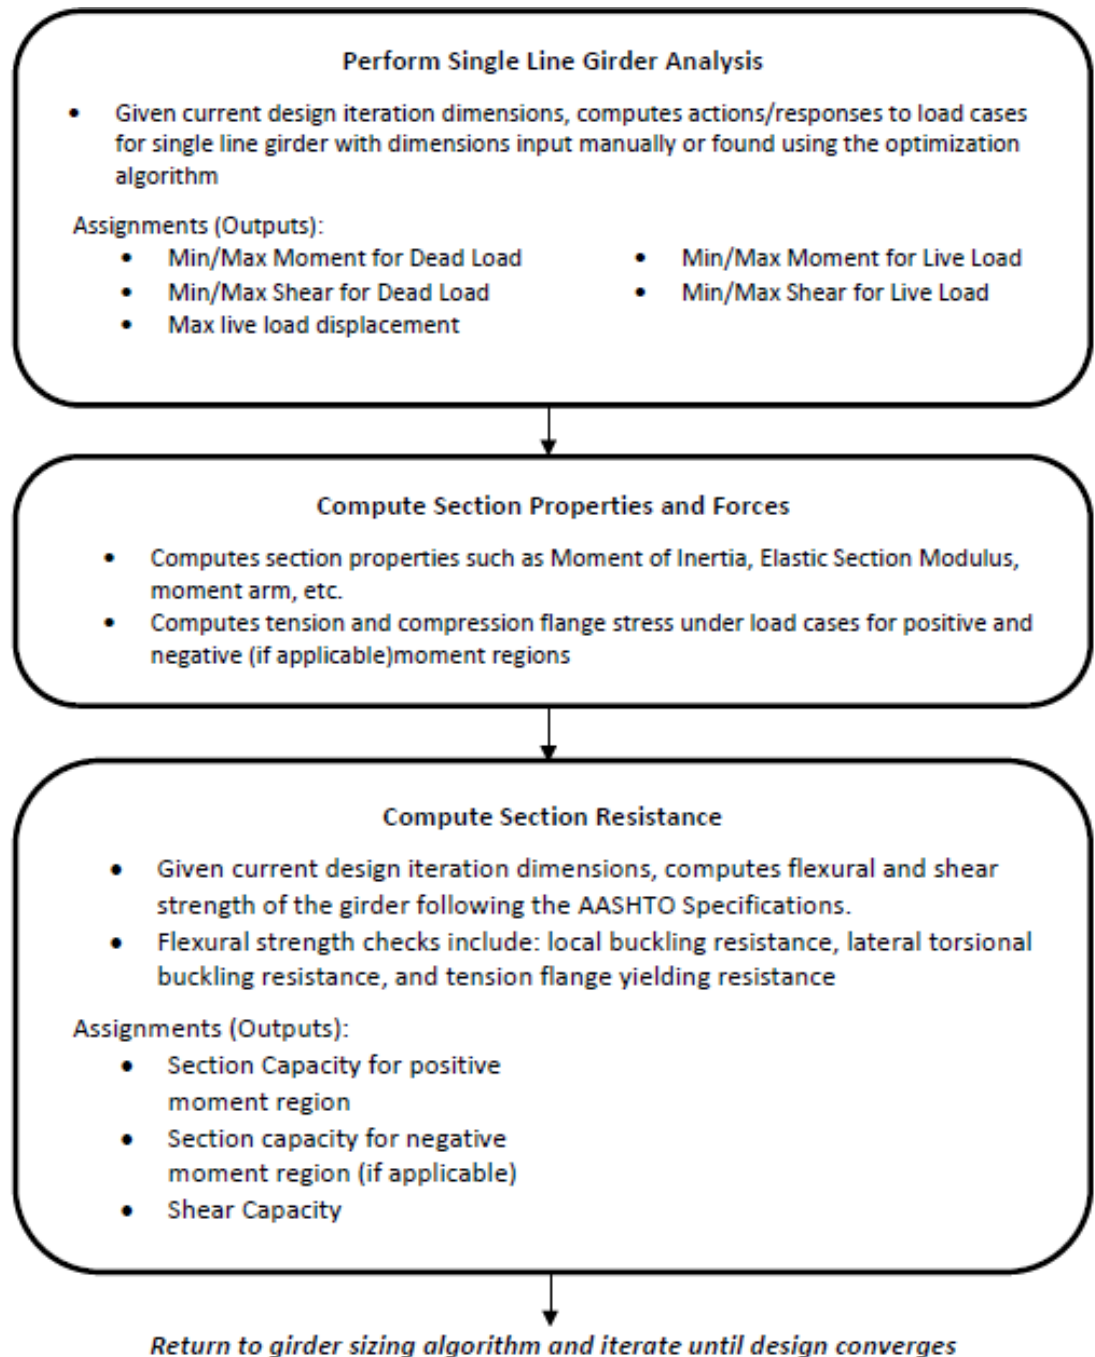 Perform Single Line Girder Analysis
• Given current design iteration dimensions, computes actions/responses to load cases
for single line girder with dimensions input manually or found using the optimization
algorithm
Assignments (Outputs):
• Min/Max Moment for Dead Load
• Min/Max Shear for Dead Load
• Max live load displacement
• Min/Max Moment for Live Load
• Min/Max Shear for Live Load
Compute Section Properties and Forces
• Computes section properties such as Moment of Inertia, Elastic Section Modulus,
moment arm, etc.
• Computes tension and compression flange stress under load cases for positive and
negative (if applicable)moment regions
Compute Section Resistance
• Given current design iteration dimensions, computes flexural and shear
strength of the girder following the AASHTO Specifications.
• Flexural strength checks include: local buckling resistance, lateral torsional
buckling resistance, and tension flange yielding resistance
Assignments (Outputs):
• Section Capacity for positive
moment region
• Section capacity for negative
moment region (if applicable)
• Shear Capacity
Return to girder sizing algorithm and iterate until design converges